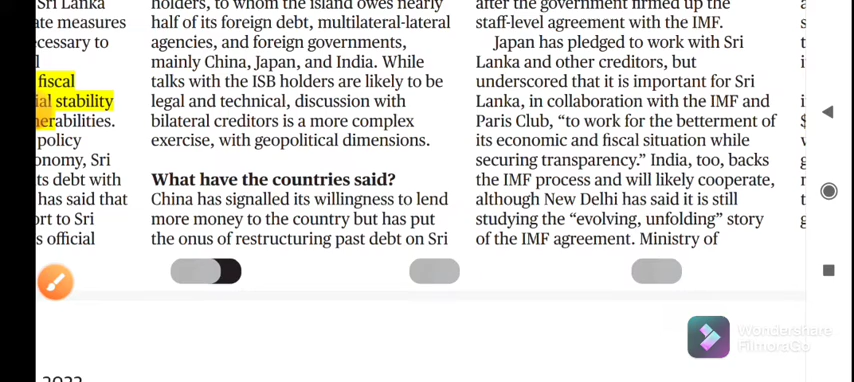 Sri Lanka
ate measures
cessary to
l
fiscal
ial stability
erabilities.
policy
onomy, Sri
ts debt with
has said that
ort to Sri
s official
holders, to whom the island owes nearly
half of its foreign debt, multilateral-lateral
agencies, and foreign governments,
mainly China, Japan, and India. While
talks with the ISB holders are likely to be
legal and technical, discussion with
bilateral creditors is a more complex
exercise, with geopolitical dimensions.
What have the countries said?
China has signalled its willingness to lend
more money to the country but has put
the onus of restructuring past debt on Sri
after the government firmed up the
staff-level agreement with the IMF.
Japan has pledged to work with Sri
Lanka and other creditors, but
underscored that it is important for Sri
Lanka, in collaboration with the IMF and
Paris Club, “to work for the betterment of
its economic and fiscal situation while
securing transparency.” India, too, backs
the IMF process and will likely cooperate,
although New Delhi has said it is still
studying the “evolving, unfolding” story
of the IMF agreement. Ministry of
Wondershare
FilmoraGo